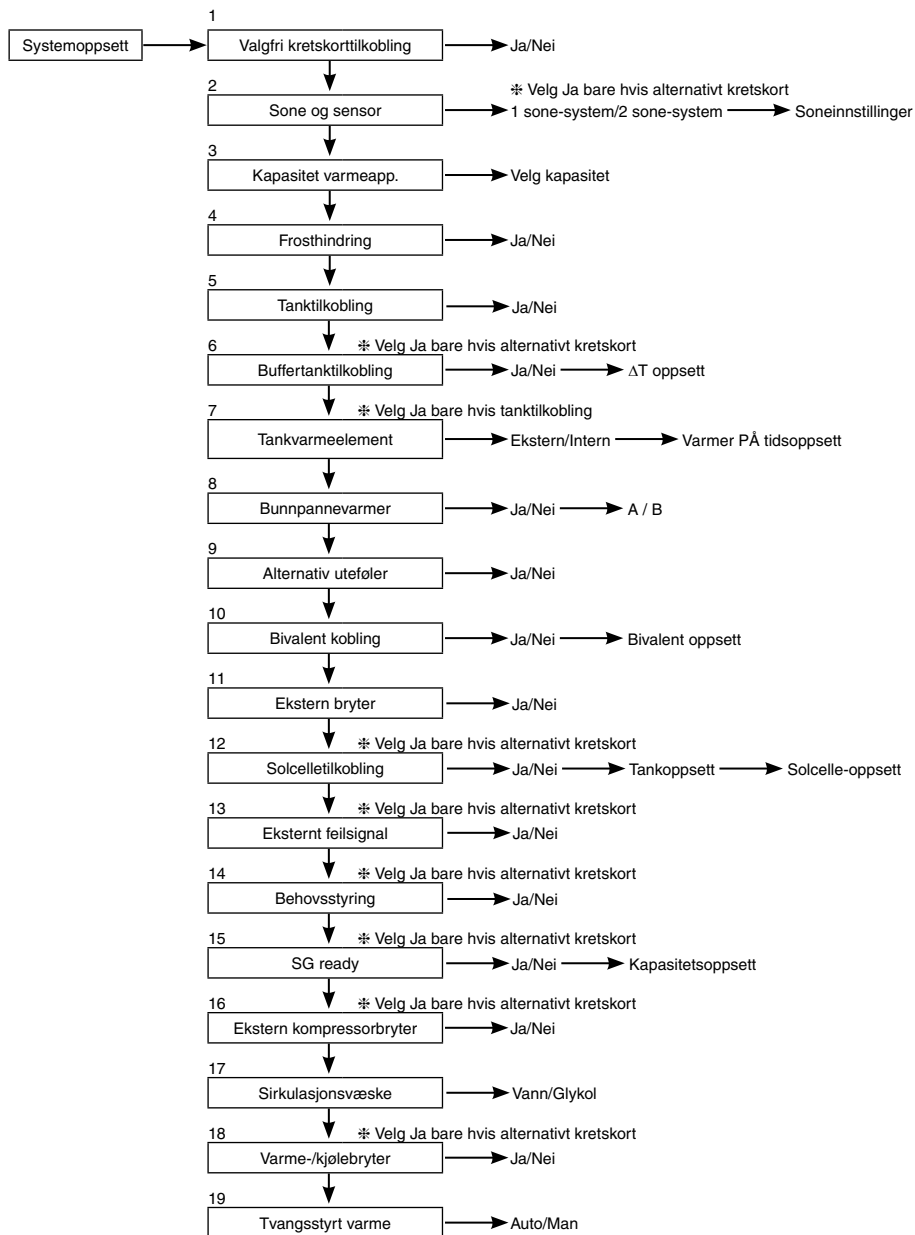 1
Systemoppsett Valgfri kretskorttilkobling Ja/Nei
2 ❈ Velg Ja bare hvis alternativt kretskort
Sone og sensor 1 sone-system/2 sone-system Soneinnstillinger
3
Kapasitet varmeapp. Velg kapasitet
4
Frosthindring Ja/Nei
5
Tanktilkobling Ja/Nei
6 ❈ Velg Ja bare hvis alternativt kretskort
Buffertanktilkobling Ja/Nei ΔT oppsett
7 ❈ Velg Ja bare hvis tanktilkobling
Tankvarmeelement Ekstern/Intern Varmer PÅ tidsoppsett
8
Bunnpannevarmer Ja/Nei A / B
9
Alternativ uteføler Ja/Nei
10
Bivalent kobling Ja/Nei Bivalent oppsett
11
Ekstern bryter Ja/Nei
12 ❈ Velg Ja bare hvis alternativt kretskort
Solcelletilkobling Ja/Nei Tankoppsett Solcelle-oppsett
13 ❈ Velg Ja bare hvis alternativt kretskort
Eksternt feilsignal Ja/Nei
14 ❈ Velg Ja bare hvis alternativt kretskort
Behovsstyring Ja/Nei
15 ❈ Velg Ja bare hvis alternativt kretskort
SG ready Ja/Nei Kapasitetsoppsett
16 ❈ Velg Ja bare hvis alternativt kretskort
Ekstern kompressorbryter Ja/Nei
17
Sirkulasjonsvæske Vann/Glykol
18 ❈ Velg Ja bare hvis alternativt kretskort
Varme-/kjølebryter Ja/Nei
19
Tvangsstyrt varme Auto/Man